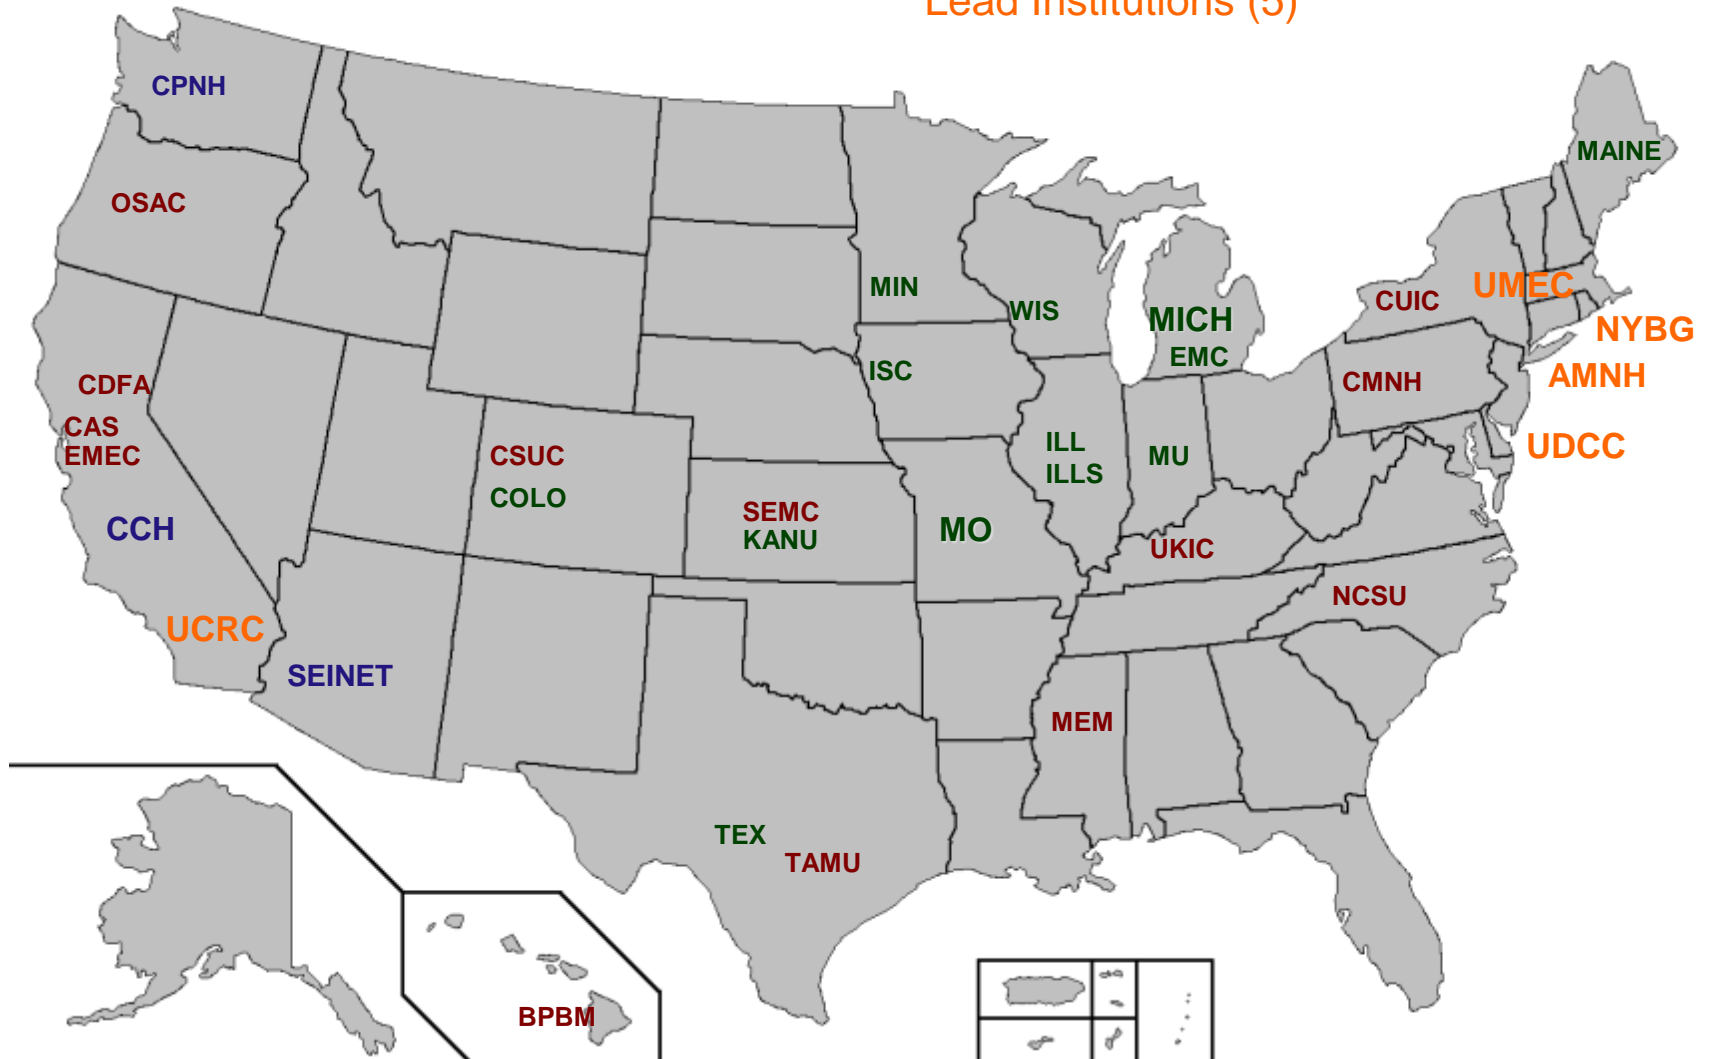 Lead Institutions (5)
CPNH
MAINE
OSAC
MIN
UMEC
CUIC
WIS
MICH
NYBG
EMC
ISC
AMNH
CDFA
CMNH
CAS
EMEC
CSUC
COLO
ILL
ILLS
MU
UDCC
CCH
SEMC
KANU
MO
UKIC
NCSU
UCRC
SEINET
MEM
TEX
TAMU
BPBM